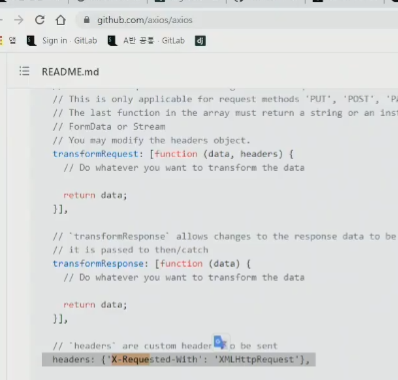 github.com/axios/axios
앱 Sign in · GitLab A반 공통 · GitLab dj
README.md
// This is only applicable for request methods 'PUT', 'POST', 'PA
// The last function in the array must return a string or an inst
// FormData or Stream
// You may modify the headers object.
transformRequest: [function (data, headers) {
// Do whatever you want to transform the data
return data;
}],
// `transformResponse` allows changes to the response data to be
// it is passed to then/catch
transformResponse: [function (data) {
// Do whatever you want to transform the data
return data;
}],
// `headers` are custom headers to be sent
headers: {'X-Requested-With': 'XMLHttpRequest'},